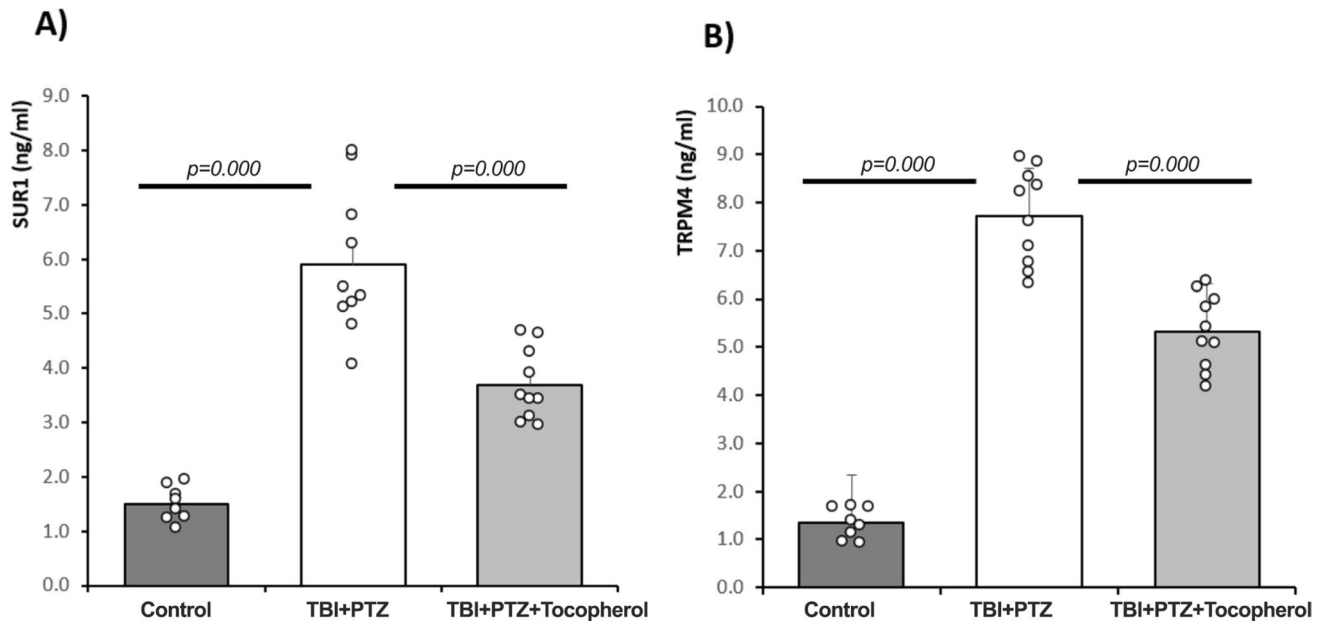 A)
SUR1 (ng/ml)
9.0
8.0
7.0
6.0
5.0
4.0
3.0
2.0
1.0
0.0
p=0.000
p=0.000
Control
TBI+PTZ
TBI+PTZ+Tocopherol
B)
TRPM4 (ng/ml)
10.0
9.0
8.0
7.0
6.0
5.0
4.0
3.0
2.0
1.0
0.0
p=0.000
p=0.000
Control
TBI+PTZ
TBI+PTZ+Tocopherol